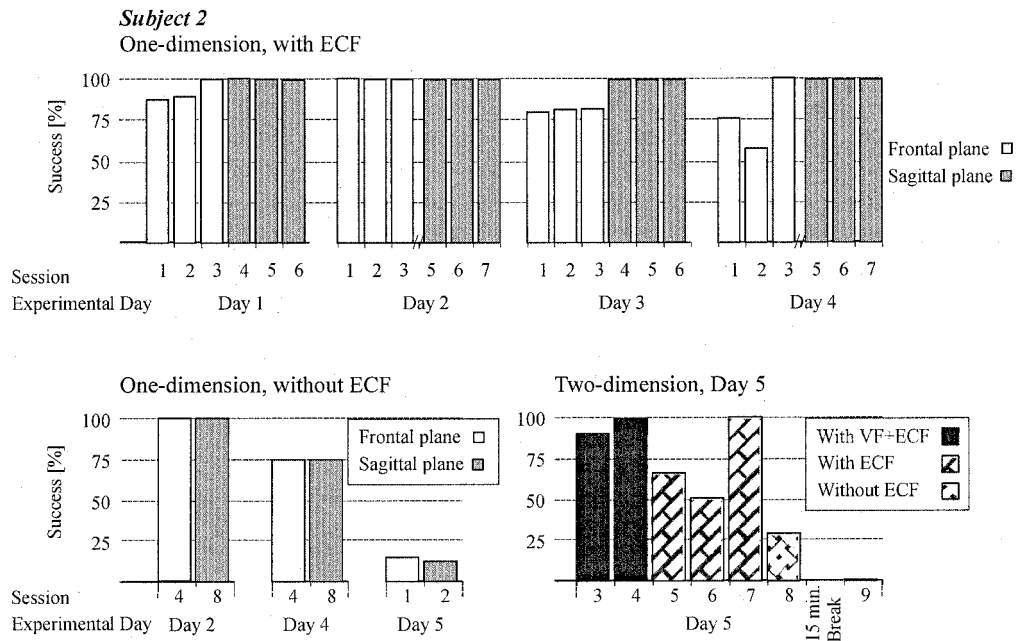 Subject 2
One-dimension, with ECF
Success [%]
100
75
50
25
Frontal plane
Sagittal plane
Session
1 2 3 4 5 6 1 2 3 5 6 7 1 2 3 4 5 6 1 2 3 5 6 7
Experimental Day Day 1 Day 2 Day 3 Day 4
One-dimension, without ECF
Success [%]
100
75
50
25
Frontal plane
Sagittal plane
Session
4 8 4 8 1 2
Experimental Day Day 2 Day 4 Day 5
Two-dimension, Day 5
100
75
50
25
With VF+ECF
With ECF
Without ECF
3 4 5 6 7 8 15 min. Break 9
Day 5